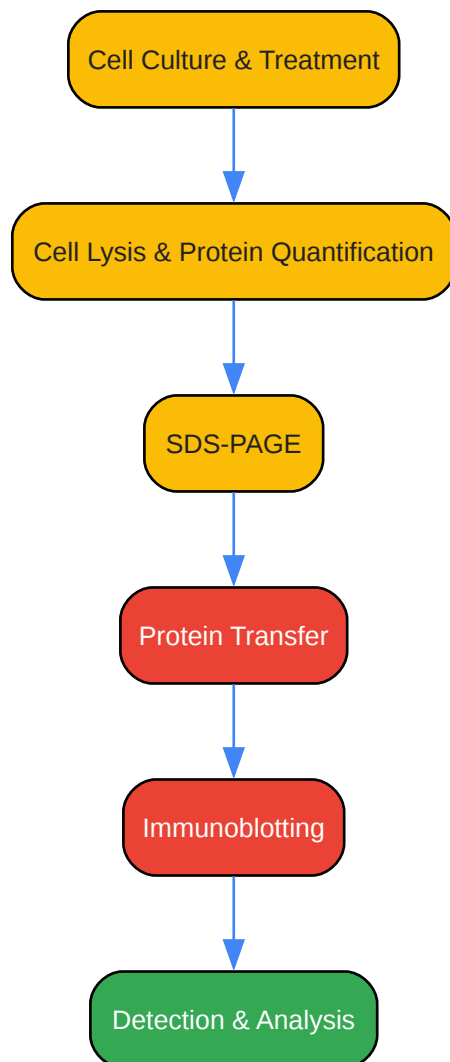 Cell Culture & Treatment
Cell Lysis & Protein Quantification
SDS-PAGE
Protein Transfer
Immunoblotting
Detection & Analysis